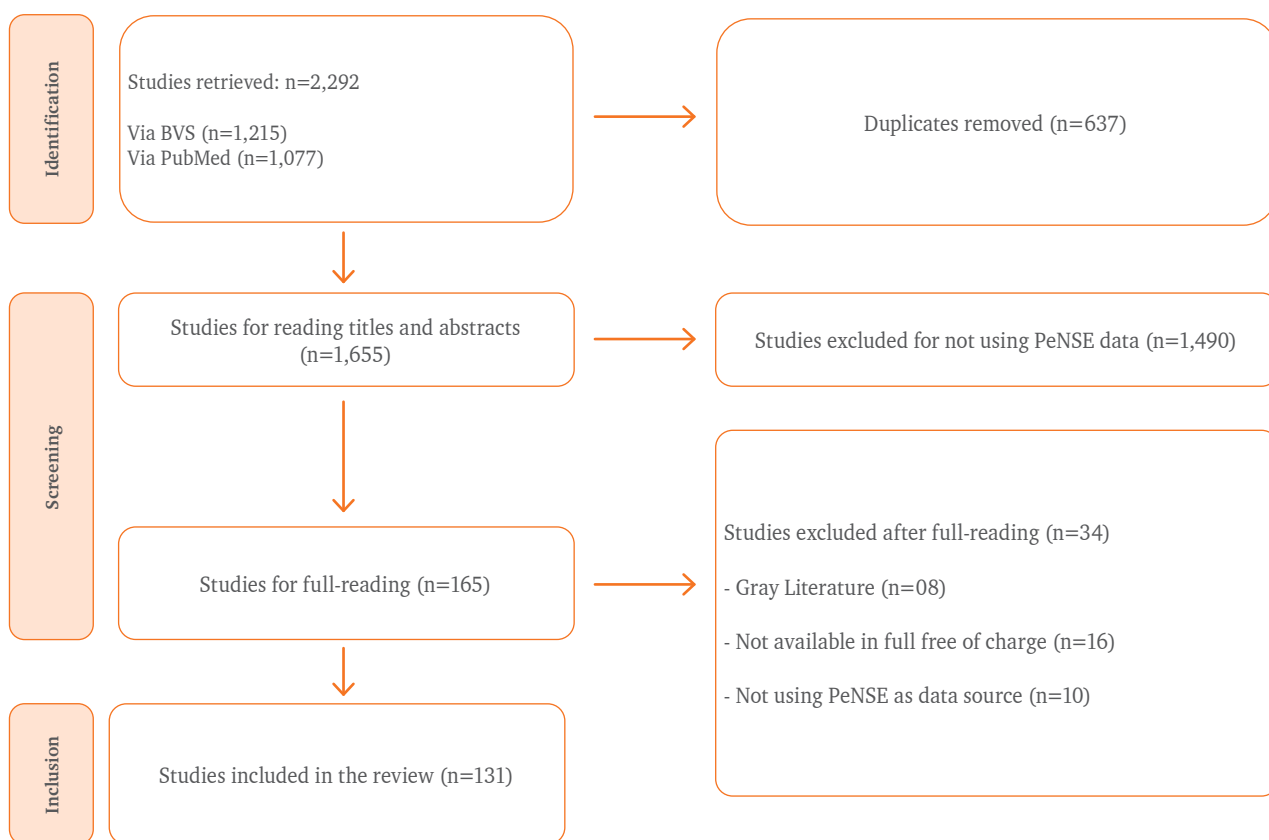 Identification
Studies retrieved: n=2,292
Via BVS (n=1,215)
Via PubMed (n=1,077)
Duplicates removed (n=637)
Screening
Studies for reading titles and abstracts
(n=1,655)
Studies excluded for not using PeNSE data (n=1,490)
Studies for full-reading (n=165)
Studies excluded after full-reading (n=34)
- Gray Literature (n=08)
- Not available in full free of charge (n=16)
- Not using PeNSE as data source (n=10)
Inclusion
Studies included in the review (n=131)